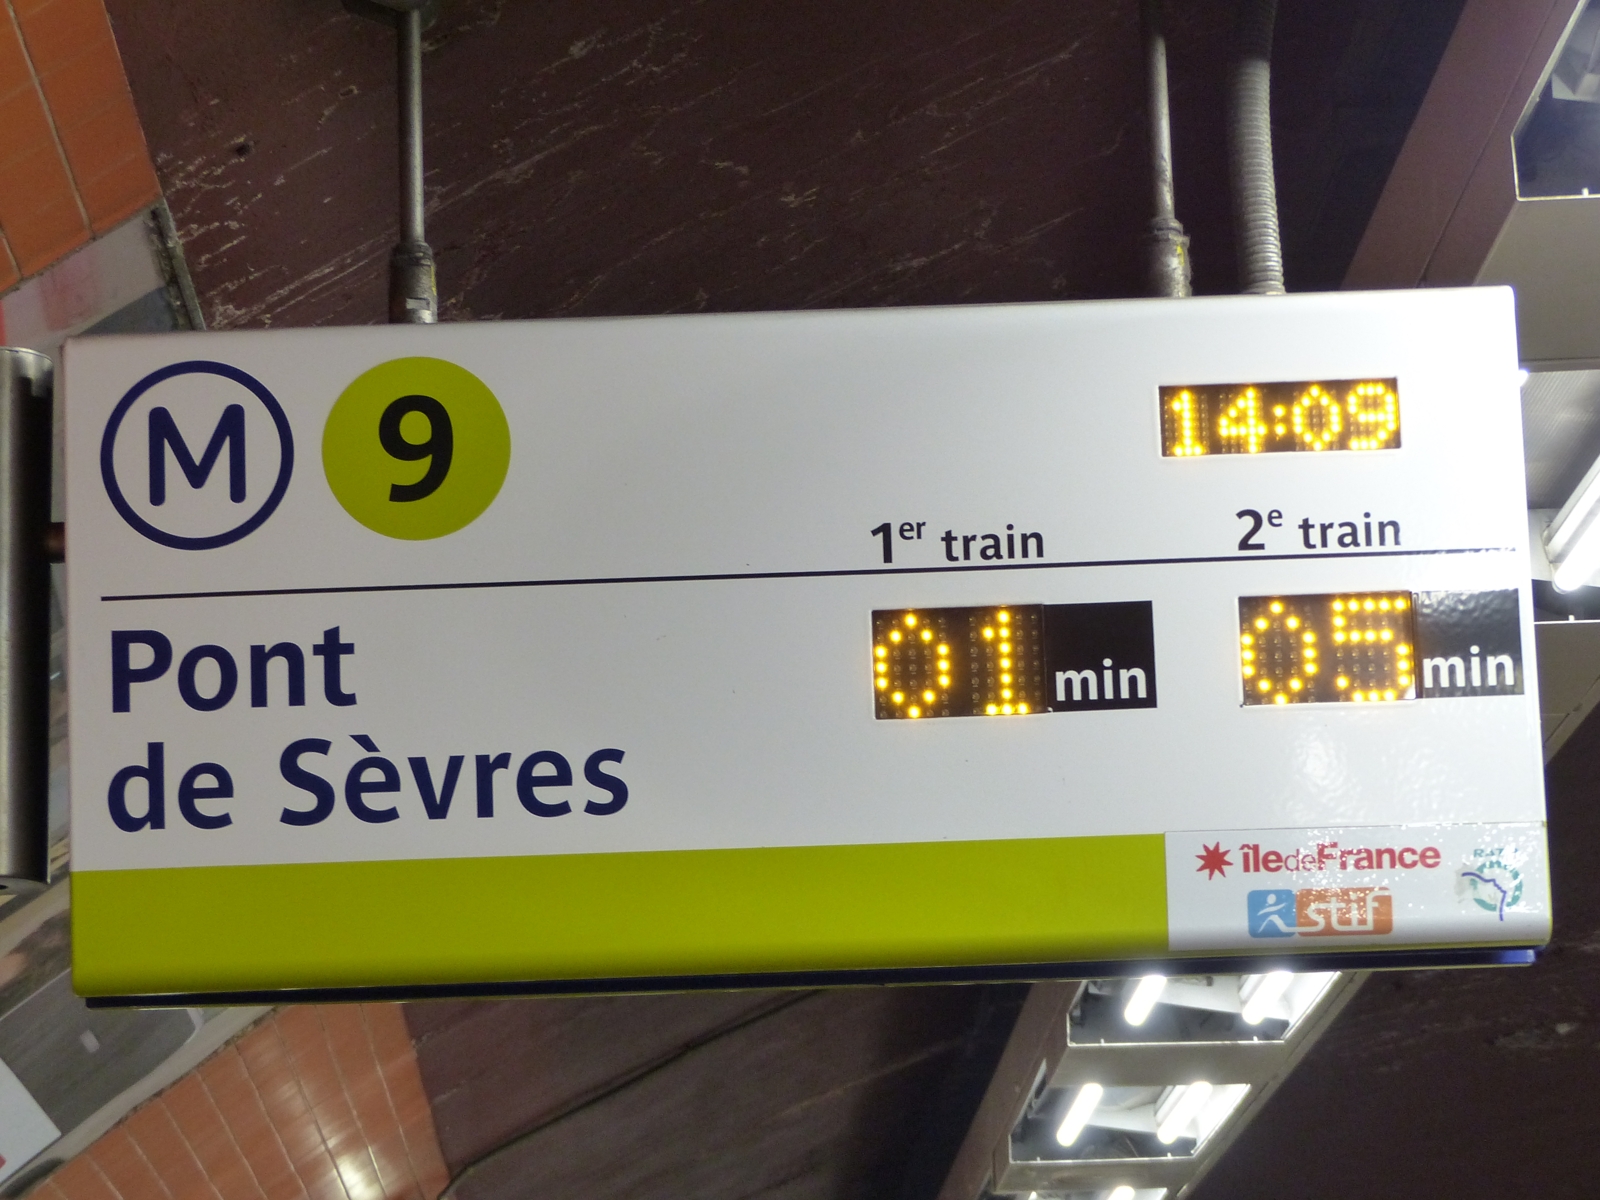 M 9
14:09
1er train 2e train
Pont
de Sèvres
01 min 05 min
îledeFrance
stif